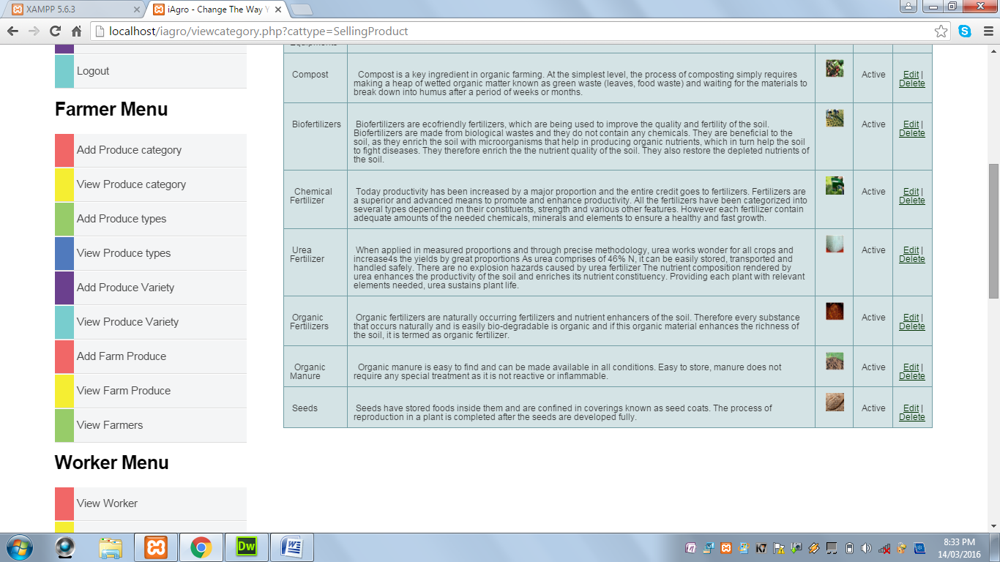 XAMPP 5.6.3
iAgro - Change The Way Y
localhost/iagro/viewcategory.php?cattype=SellingProduct
Logout
Farmer Menu
Add Produce category
View Produce category
Add Produce types
View Produce types
Add Produce Variety
View Produce Variety
Add Farm Produce
View Farm Produce
View Farmers
Worker Menu
View Worker
Equipments
Compost
Compost is a key ingredient in organic farming. At the simplest level, the process of composting simply requires
making a heap of wetted organic matter known as green waste (leaves, food waste) and waiting for the materials to
break down into humus after a period of weeks or months.
Active
Edit |
Delete
Biofertilizers
Biofertilizers are ecofriendly fertilizers, which are being used to improve the quality and fertility of the soil.
Biofertilizers are made from biological wastes and they do not contain any chemicals. They are beneficial to the
soil, as they enrich the soil with microorganisms that help in producing organic nutrients, which in turn help the soil
to fight diseases. They therefore enrich the the nutrient quality of the soil. They also restore the depleted nutrients of
the soil.
Active
Edit |
Delete
Chemical
Fertilizer
Today productivity has been increased by a major proportion and the entire credit goes to fertilizers. Fertilizers are
a superior and advanced means to promote and enhance productivity. All the fertilizers have been categorized into
several types depending on their constituents, strength and various other features. However each fertilizer contain
adequate amounts of the needed chemicals, minerals and elements to ensure a healthy and fast growth.
Active
Edit |
Delete
Urea
Fertilizer
When applied in measured proportions and through precise methodology, urea works wonder for all crops and
increase4s the yields by great proportions As urea comprises of 46% N, it can be easily stored, transported and
handled safely. There are no explosion hazards caused by urea fertilizer The nutrient composition rendered by
urea enhances the productivity of the soil and enriches its nutrient constituency. Providing each plant with relevant
elements needed, urea sustains plant life.
Active
Edit |
Delete
Organic
Fertilizers
Organic fertilizers are naturally occurring fertilizers and nutrient enhancers of the soil. Therefore every substance
that occurs naturally and is easily bio-degradable is organic and if this organic material enhances the richness of
the soil, it is termed as organic fertilizer.
Active
Edit |
Delete
Organic
Manure
Organic manure is easy to find and can be made available in all conditions. Easy to store, manure does not
require any special treatment as it is not reactive or inflammable.
Active
Edit |
Delete
Seeds
Seeds have stored foods inside them and are confined in coverings known as seed coats. The process of
reproduction in a plant is completed after the seeds are developed fully.
Active
Edit |
Delete
Dw
W
8:33 PM
14/03/2016